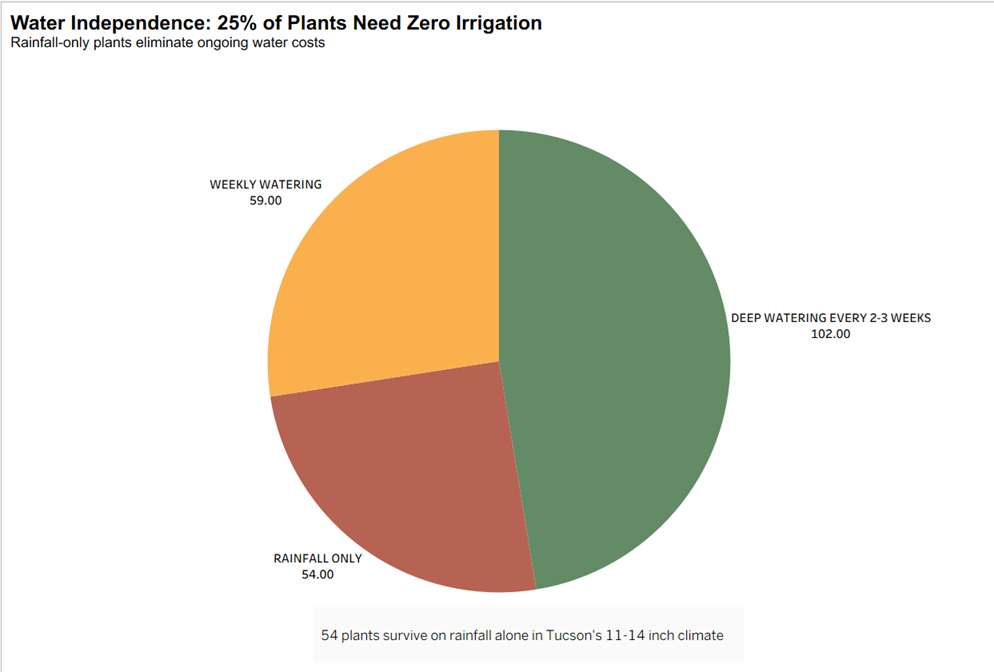 Water Independence: 25% of Plants Need Zero Irrigation
Rainfall-only plants eliminate ongoing water costs
WEEKLY WATERING
59.00
DEEP WATERING EVERY 2-3 WEEKS
102.00
RAINFALL ONLY
54.00
54 plants survive on rainfall alone in Tucson's 11-14 inch climate